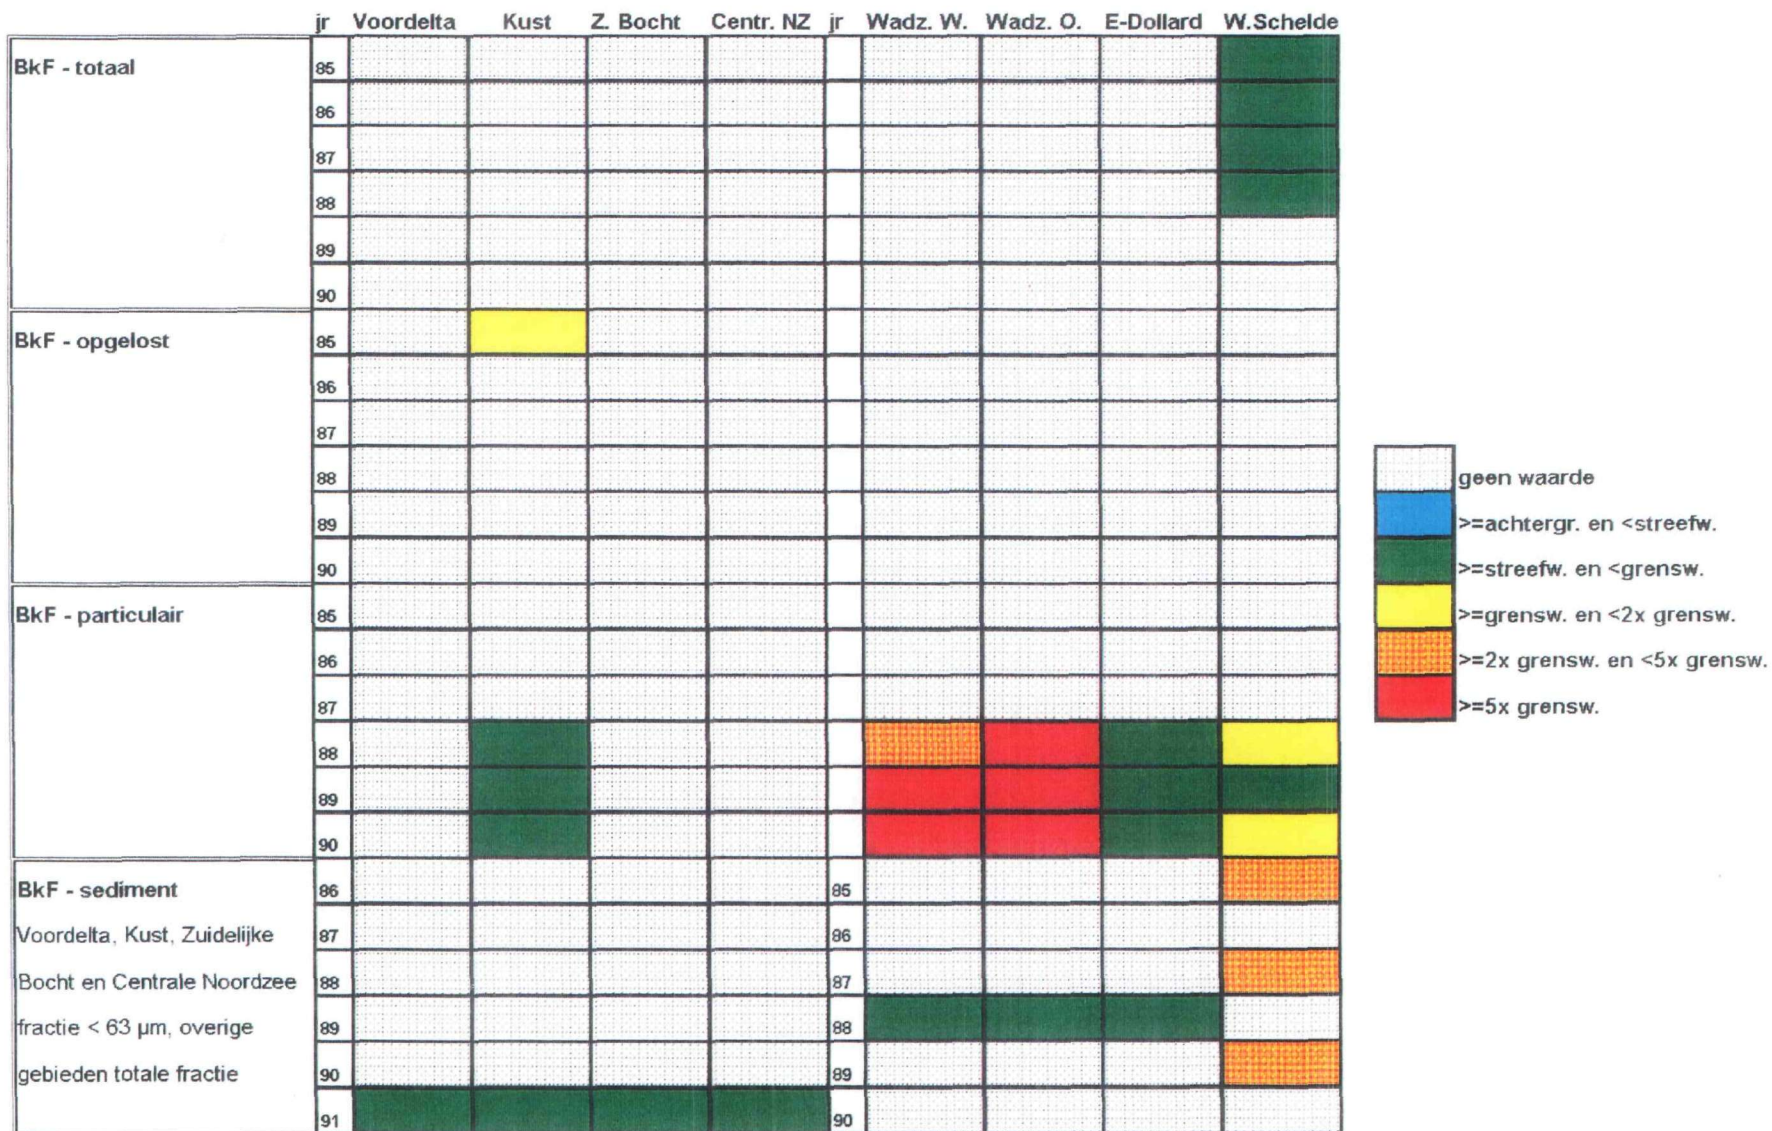 jr Voordelta Kust Z. Bocht Centr. NZ jr Wadz. W. Wadz. O. E-Dollard W.Schelde
BkF - totaal
85
86
87
88
89
90
BkF - opgelost
85
86
87
88
89
90
BkF - particulair
85
86
87
88
89
90
BkF - sediment
86 85
Voordelta, Kust, Zuidelijke
87 86
Bocht en Centrale Noordzee
88 87
fractie < 63 µm, overige
89 88
gebieden totale fractie
90 89
91 90
geen waarde
>=achtergr. en <streefw.
>=streefw. en <grensw.
>=grensw. en <2x grensw.
>=2x grensw. en <5x grensw.
>=5x grensw.